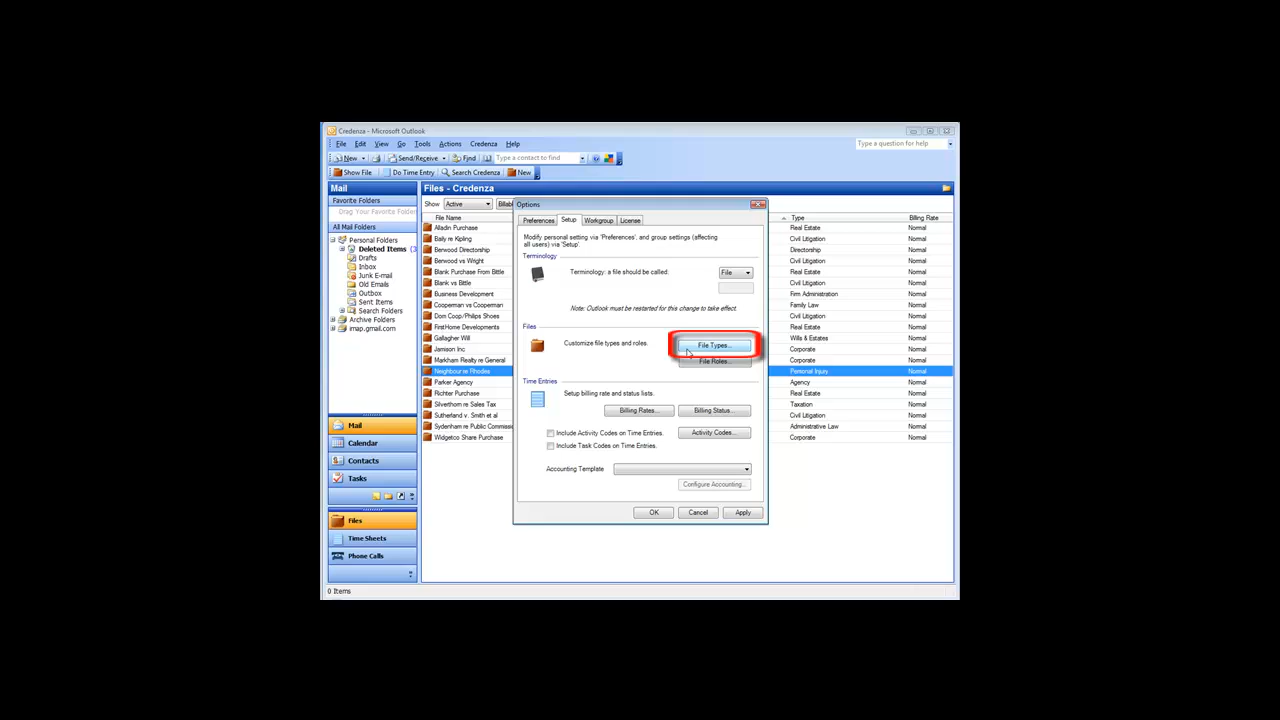 Credenza - Microsoft Outlook
File Edit View Go Tools Actions Credenza Help
Type a question for help
New Send/Receive Find Type a contact to find
Show File Do Time Entry Search Credenza New
Mail
Favorite Folders
Drag Your Favorite Folder
All Mail Folders
Personal Folders
Deleted Items (3
Drafts
Inbox
Junk E-mail
Old Emails
Outbox
Sent Items
Search Folders
Archive Folders
imap.gmail.com
Mail
Calendar
Contacts
Tasks
Files
Time Sheets
Phone Calls
0 Items
Files - Credenza
Show Active Billabl
File Name Type Billing Rate
Alladin Purchase Real Estate Normal
Baily re Kipling Civil Litigation Normal
Berwood Directorship Directorship Normal
Berwood vs Wright Civil Litigation Normal
Blank Purchase From Bittle Real Estate Normal
Blank vs Bittle Civil Litigation Normal
Business Development Firm Administration Normal
Cooperman vs Cooperman Family Law Normal
Dom Coop/Philips Shoes Civil Litigation Normal
FirstHome Developments Real Estate Normal
Gallagher Will Wills & Estates Normal
Jamison Inc Corporate Normal
Markham Realty re General Corporate Normal
Neighbour re Rhodes Personal Injury Normal
Parker Agency Agency Normal
Richter Purchase Real Estate Normal
Silverthorn re Sales Tax Taxation Normal
Sutherland v. Smith et al Civil Litigation Normal
Sydenham re Public Commiss Administrative Law Normal
Widgetco Share Purchase Corporate Normal
Options
Preferences Setup Workgroup License
Modify personal setting via 'Preferences', and group settings (affecting
all users) via 'Setup'.
Terminology
Terminology: a file should be called: File
Note: Outlook must be restarted for this change to take effect.
Files
Customize file types and roles. File Types...
File Roles...
Time Entries
Setup billing rate and status lists.
Billing Rates... Billing Status...
Include Activity Codes on Time Entries. Activity Codes...
Include Task Codes on Time Entries.
Accounting Template
Configure Accounting...
OK Cancel Apply